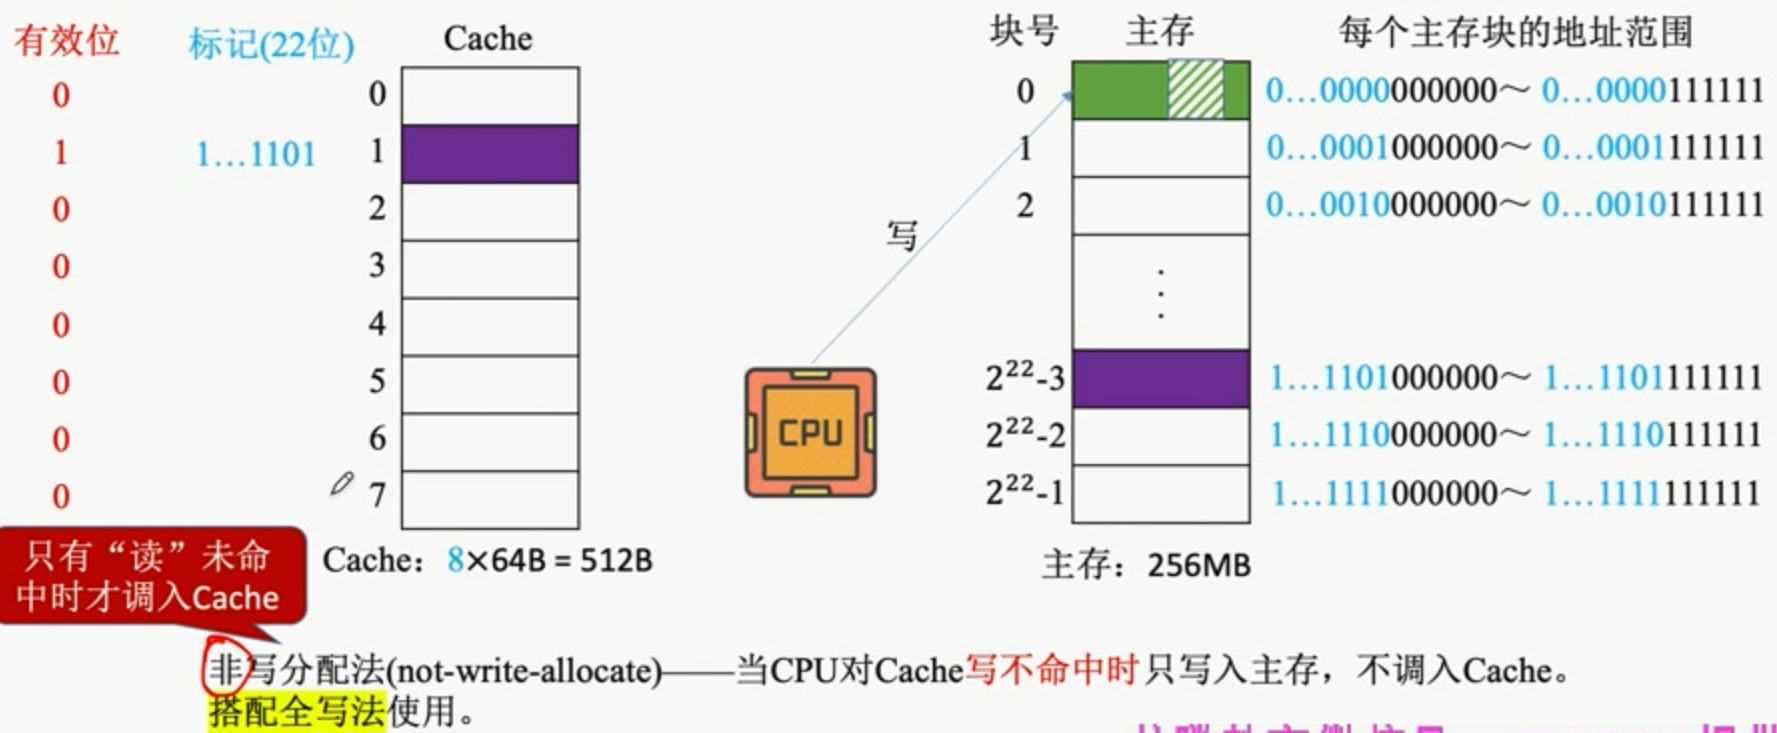 有效位 标记(22位) Cache 块号 主存 每个主存块的地址范围
0 0 0 0…0000000000～ 0…0000111111
1 1…1101 1 1 0…0001000000～ 0…0001111111
0 2 2 0…0010000000～ 0…0010111111
写
0 3
⋮
0 4
0 5 2²²-3 1…1101000000～ 1…1101111111
CPU
0 6 2²²-2 1…1110000000～ 1…1110111111
0 7 2²²-1 1…1111000000～ 1…1111111111
只有“读”未命
中时才调入Cache
Cache：8×64B = 512B 主存：256MB
非写分配法(not-write-allocate)——当CPU对Cache写不命中时只写入主存，不调入Cache。
搭配全写法使用。